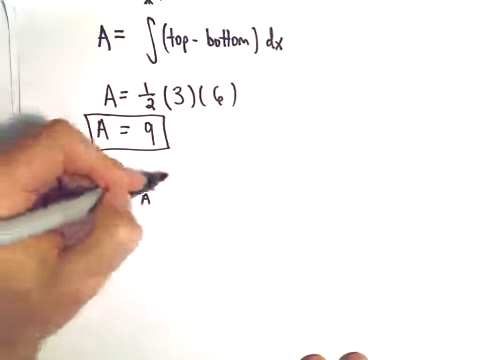 A = ∫(top - bottom) dx
A = 1/2 (3)(6)
A = 9
A